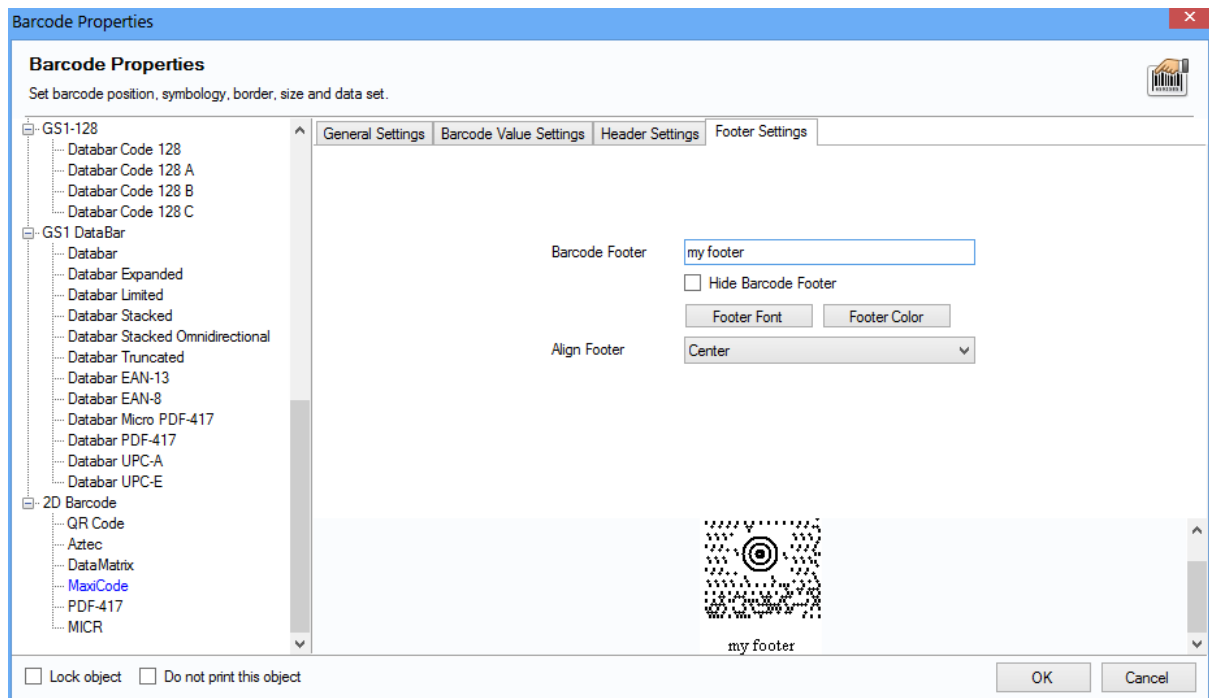 Barcode Properties
Barcode Properties
Set barcode position, symbology, border, size and data set.
GS1-128
Databar Code 128
Databar Code 128 A
Databar Code 128 B
Databar Code 128 C
GS1 DataBar
Databar
Databar Expanded
Databar Limited
Databar Stacked
Databar Stacked Omnidirectional
Databar Truncated
Databar EAN-13
Databar EAN-8
Databar Micro PDF-417
Databar PDF-417
Databar UPC-A
Databar UPC-E
2D Barcode
QR Code
Aztec
DataMatrix
MaxiCode
PDF-417
MICR
General Settings Barcode Value Settings Header Settings Footer Settings
Barcode Footer my footer
Hide Barcode Footer
Footer Font Footer Color
Align Footer Center
my footer
Lock object Do not print this object OK Cancel